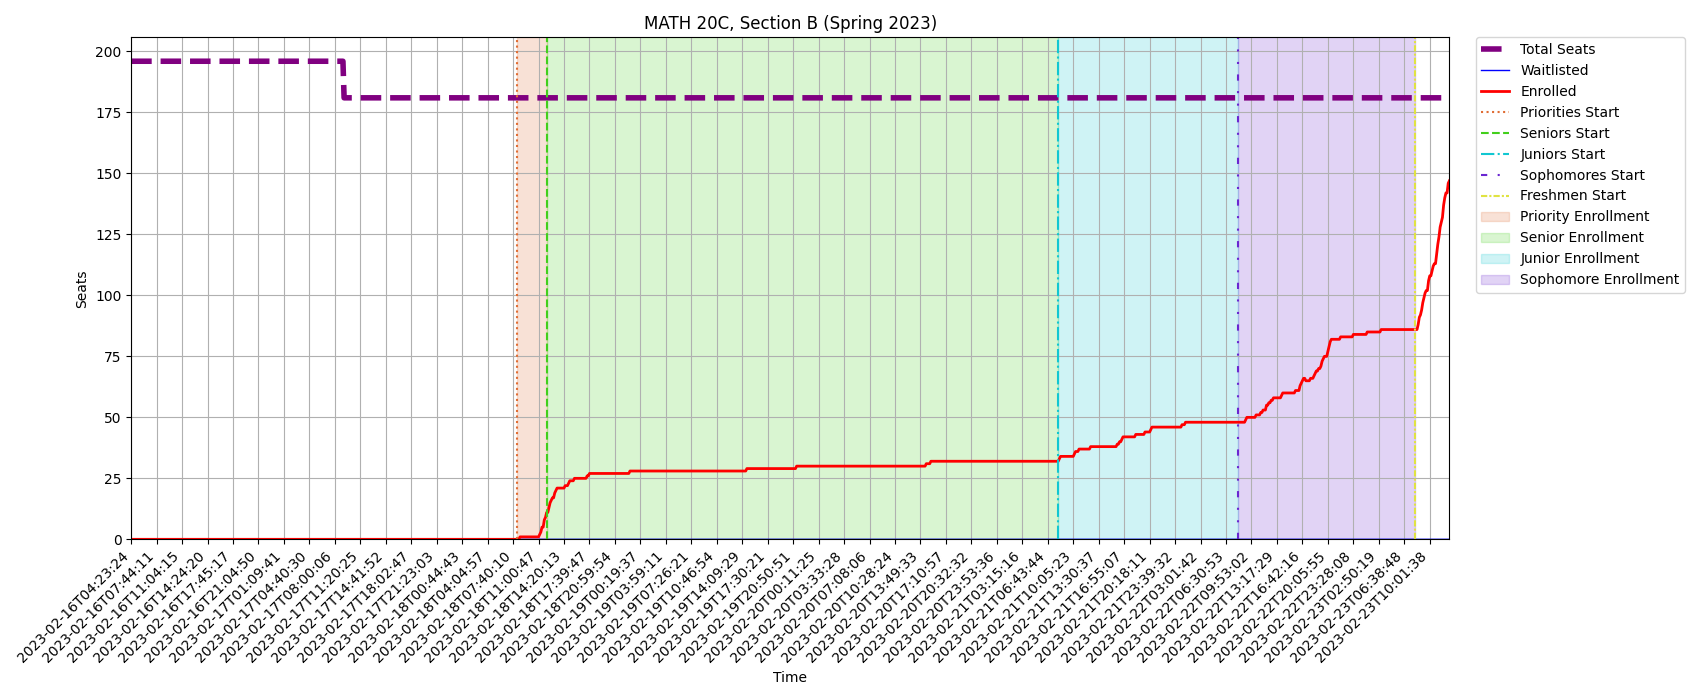 MATH 20C, Section B (Spring 2023)
Seats
200
175
150
125
100
75
50
25
0
2023-02-16T04:23:24
2023-02-16T07:44:11
2023-02-16T11:04:15
2023-02-16T14:24:20
2023-02-16T17:45:17
2023-02-16T21:04:50
2023-02-17T01:09:41
2023-02-17T04:40:30
2023-02-17T08:00:06
2023-02-17T11:20:25
2023-02-17T14:41:52
2023-02-17T18:02:47
2023-02-17T21:23:03
2023-02-18T00:44:43
2023-02-18T04:04:57
2023-02-18T07:40:10
2023-02-18T11:00:47
2023-02-18T14:20:13
2023-02-18T17:39:47
2023-02-18T20:59:54
2023-02-19T00:19:37
2023-02-19T03:59:11
2023-02-19T07:26:21
2023-02-19T10:46:54
2023-02-19T14:09:29
2023-02-19T17:30:21
2023-02-19T20:50:51
2023-02-20T00:11:25
2023-02-20T03:33:28
2023-02-20T07:08:06
2023-02-20T10:28:24
2023-02-20T13:49:33
2023-02-20T17:10:57
2023-02-20T20:32:32
2023-02-20T23:53:36
2023-02-21T03:15:16
2023-02-21T06:43:44
2023-02-21T10:05:23
2023-02-21T13:30:37
2023-02-21T16:55:07
2023-02-21T20:18:11
2023-02-21T23:39:32
2023-02-22T03:01:42
2023-02-22T06:30:53
2023-02-22T09:53:02
2023-02-22T13:17:29
2023-02-22T16:42:16
2023-02-22T20:05:55
2023-02-22T23:28:08
2023-02-23T02:50:19
2023-02-23T06:38:48
2023-02-23T10:01:38
Time
Total Seats
Waitlisted
Enrolled
Priorities Start
Seniors Start
Juniors Start
Sophomores Start
Freshmen Start
Priority Enrollment
Senior Enrollment
Junior Enrollment
Sophomore Enrollment